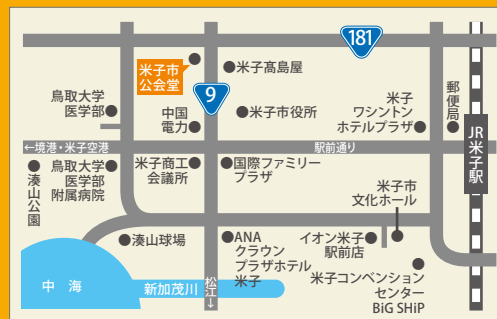 181
米子市
公会堂
米子髙島屋
9
鳥取大学
医学部
中国
電力
米子市役所
米子
ワシントン
ホテルプラザ
郵便局
←境港・米子空港
駅前通り
JR米子駅
湊山公園
鳥取大学
医学部
附属病院
米子商工
会議所
国際ファミリー
プラザ
米子市
文化ホール
湊山球場
ANA
クラウン
プラザホテル
米子
イオン米子
駅前店
米子コンベンション
センター
BiG SHiP
中 海
新加茂川
松江→